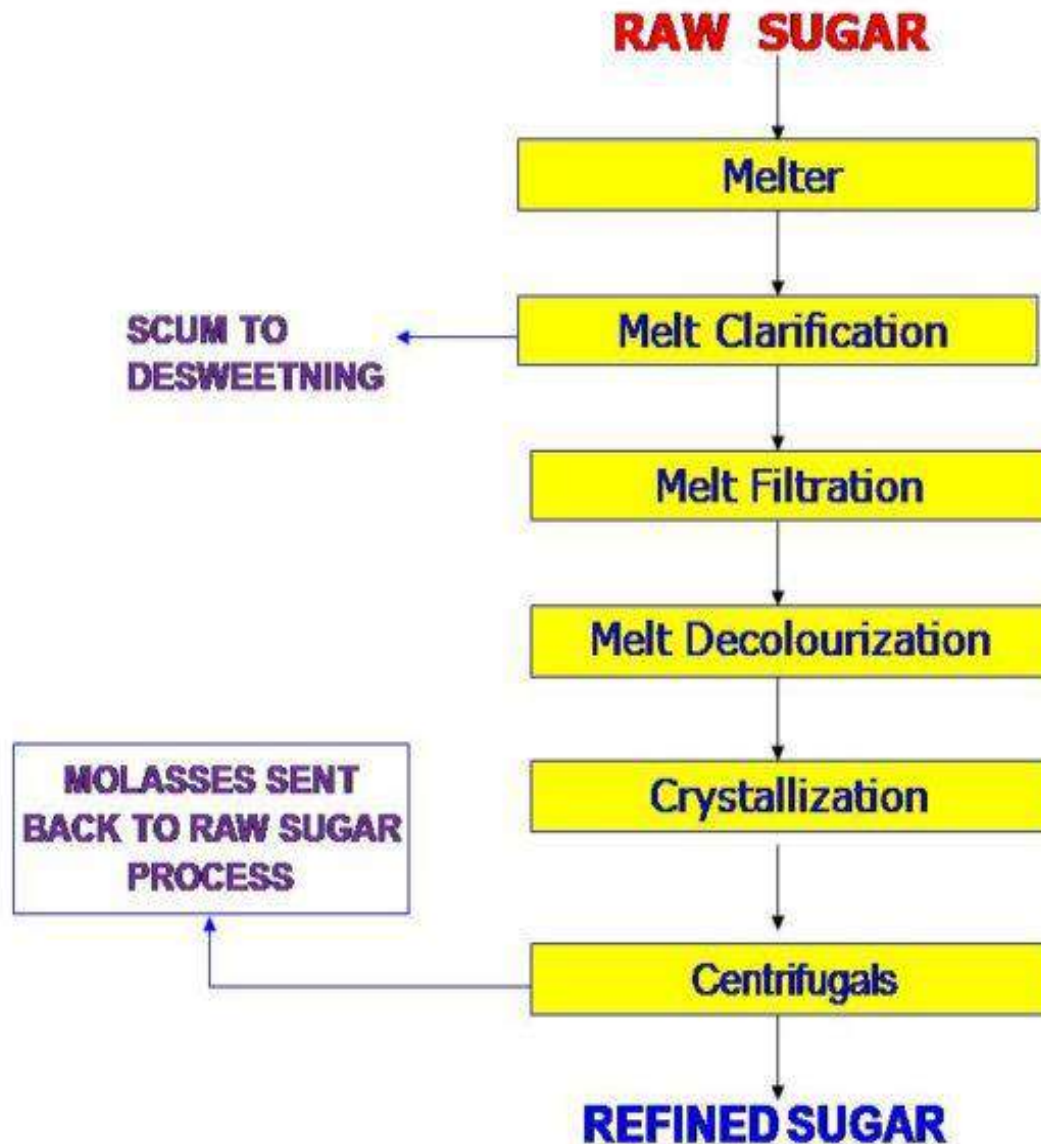 RAW SUGAR
Melter
Melt Clarification
SCUM TO
DESWEETNING
Melt Filtration
Melt Decolourization
Crystallization
MOLASSES SENT
BACK TO RAW SUGAR
PROCESS
Centrifugals
REFINED SUGAR